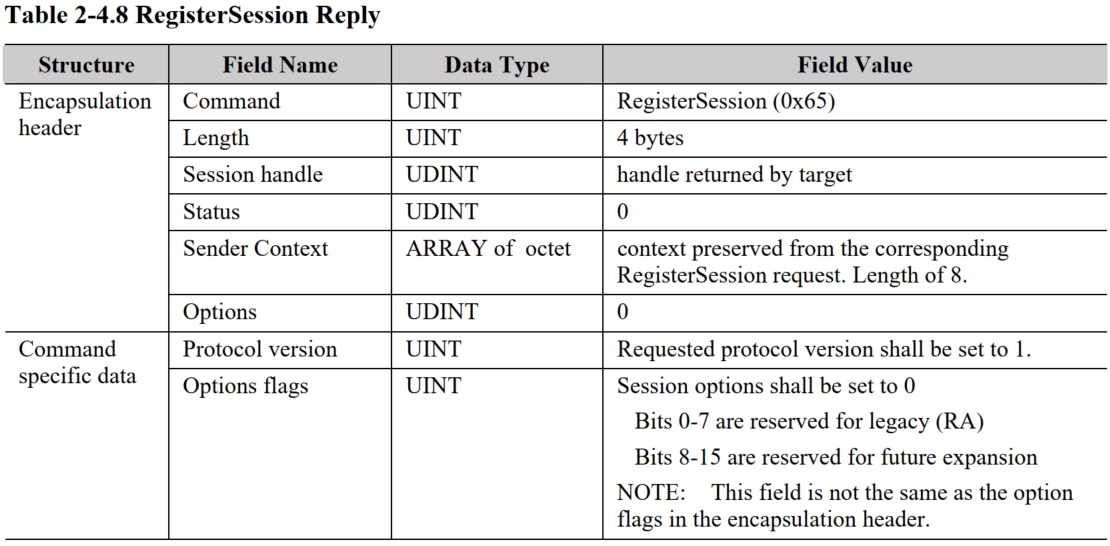 Table 2-4.8 RegisterSession Reply
Structure Field Name Data Type Field Value
Encapsulation header Command UINT RegisterSession (0x65)
Length UINT 4 bytes
Session handle UDINT handle returned by target
Status UDINT 0
Sender Context ARRAY of octet context preserved from the corresponding
RegisterSession request. Length of 8.
Options UDINT 0
Command specific data Protocol version UINT Requested protocol version shall be set to 1.
Options flags UINT Session options shall be set to 0
Bits 0-7 are reserved for legacy (RA)
Bits 8-15 are reserved for future expansion
NOTE: This field is not the same as the option
flags in the encapsulation header.